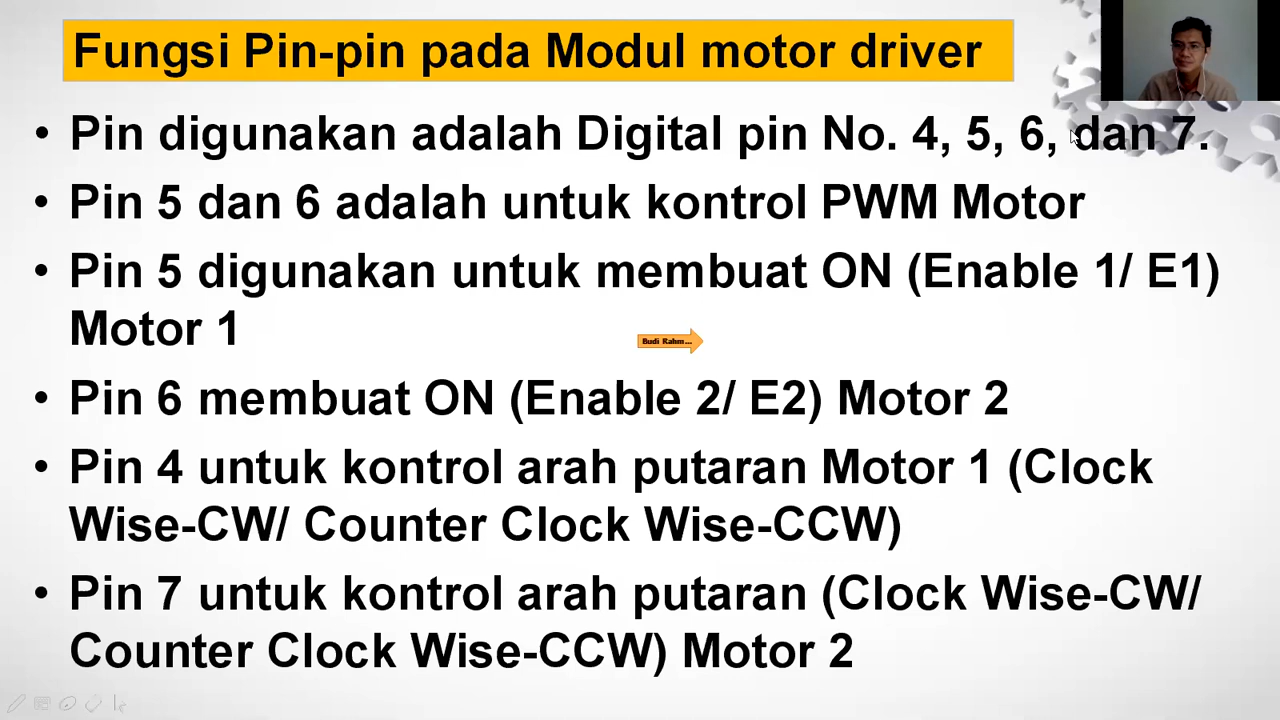 Fungsi Pin-pin pada Modul motor driver
• Pin digunakan adalah Digital pin No. 4, 5, 6, dan 7.
• Pin 5 dan 6 adalah untuk kontrol PWM Motor
• Pin 5 digunakan untuk membuat ON (Enable 1/ E1)
Motor 1
Budi Rahm...
• Pin 6 membuat ON (Enable 2/ E2) Motor 2
• Pin 4 untuk kontrol arah putaran Motor 1 (Clock
Wise-CW/ Counter Clock Wise-CCW)
• Pin 7 untuk kontrol arah putaran (Clock Wise-CW/
Counter Clock Wise-CCW) Motor 2